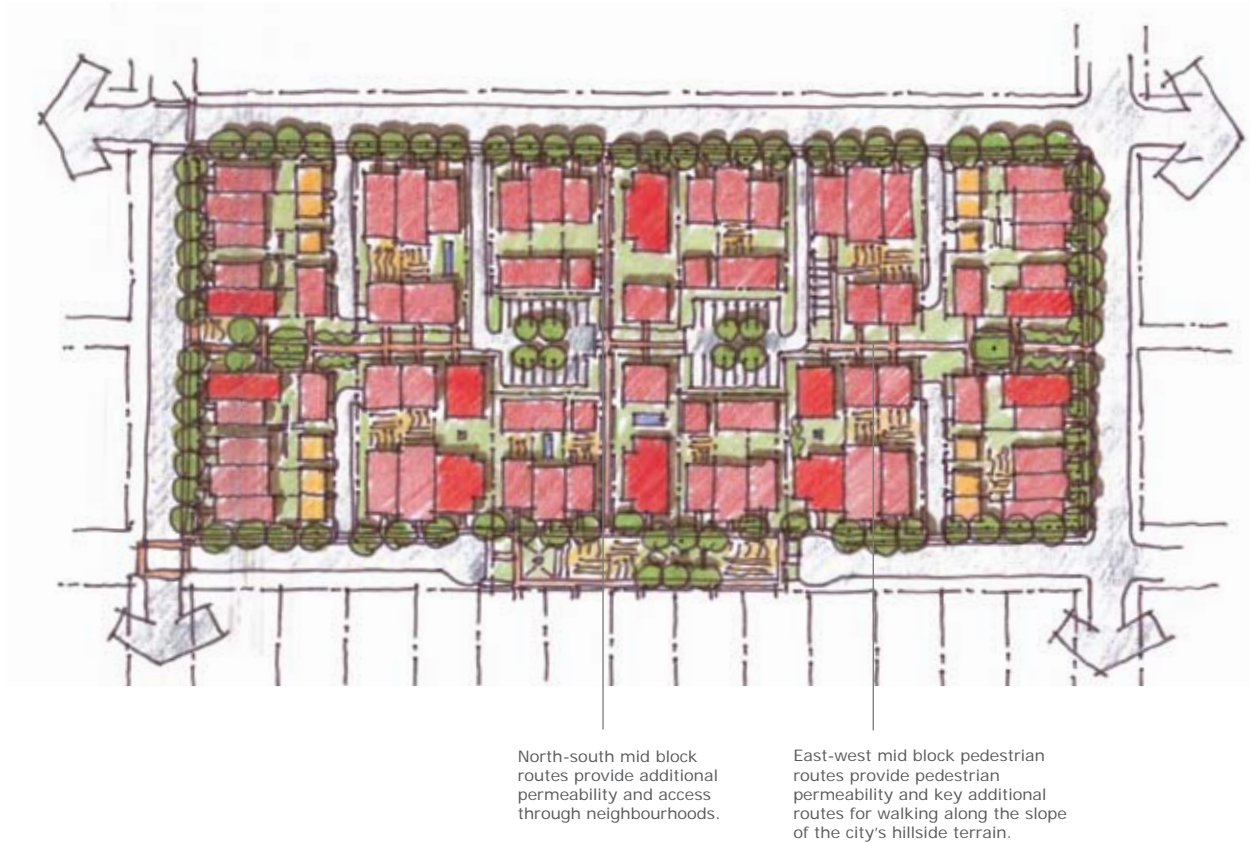 North-south mid block
routes provide additional
permeability and access
through neighbourhoods.
East-west mid block pedestrian
routes provide pedestrian
permeability and key additional
routes for walking along the slope
of the city's hillside terrain.